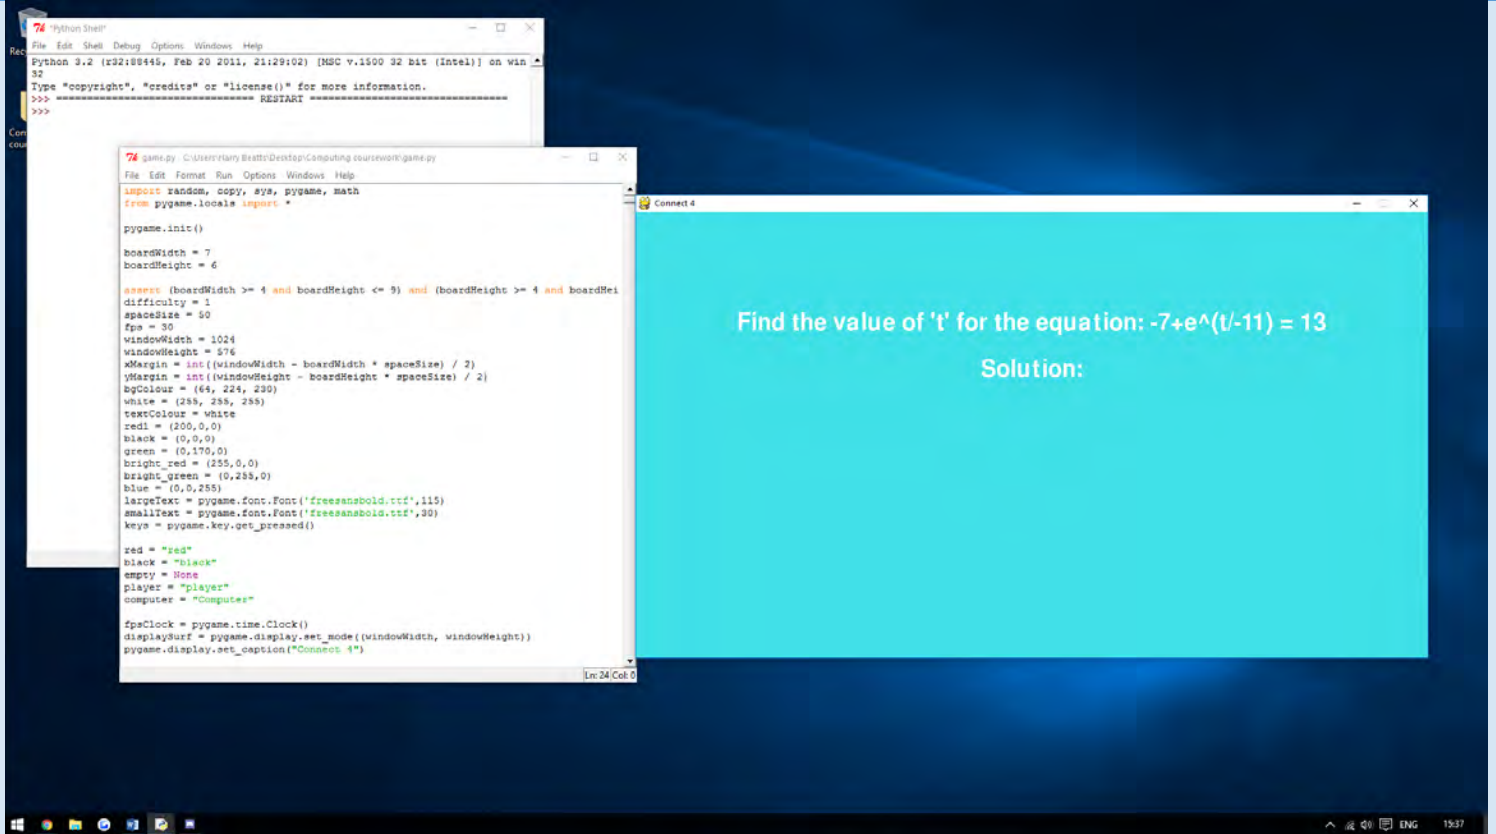 *Python Shell*
File Edit Shell Debug Options Windows Help
Python 3.2 (r32:88445, Feb 20 2011, 21:29:02) [MSC v.1500 32 bit (Intel)] on win
32
Type "copyright", "credits" or "license()" for more information.
>>> ================================ RESTART ================================
>>>
game.py - C:\Users\Harry Beatts\Desktop\Computing coursework\game.py
File Edit Format Run Options Windows Help
import random, copy, sys, pygame, math
from pygame.locals import *
pygame.init()
boardWidth = 7
boardHeight = 6
assert (boardWidth >= 4 and boardHeight <= 9) and (boardHeight >= 4 and boardHei
difficulty = 1
spaceSize = 50
fps = 30
windowWidth = 1024
windowHeight = 576
xMargin = int((windowWidth - boardWidth * spaceSize) / 2)
yMargin = int((windowHeight - boardHeight * spaceSize) / 2)
bgColour = (64, 224, 230)
white = (255, 255, 255)
textColour = white
red1 = (200,0,0)
black = (0,0,0)
green = (0,170,0)
bright_red = (255,0,0)
bright_green = (0,255,0)
blue = (0,0,255)
largeText = pygame.font.Font('freesansbold.ttf',115)
smallText = pygame.font.Font('freesansbold.ttf',30)
keys = pygame.key.get_pressed()
red = "red"
black = "black"
empty = None
player = "player"
computer = "Computer"
fpsClock = pygame.time.Clock()
displaySurf = pygame.display.set_mode((windowWidth, windowHeight))
pygame.display.set_caption("Connect 4")
Ln: 24 Col: 0
Connect 4
Find the value of 't' for the equation: -7+e^(t/-11) = 13
Solution:
ENG
15:37